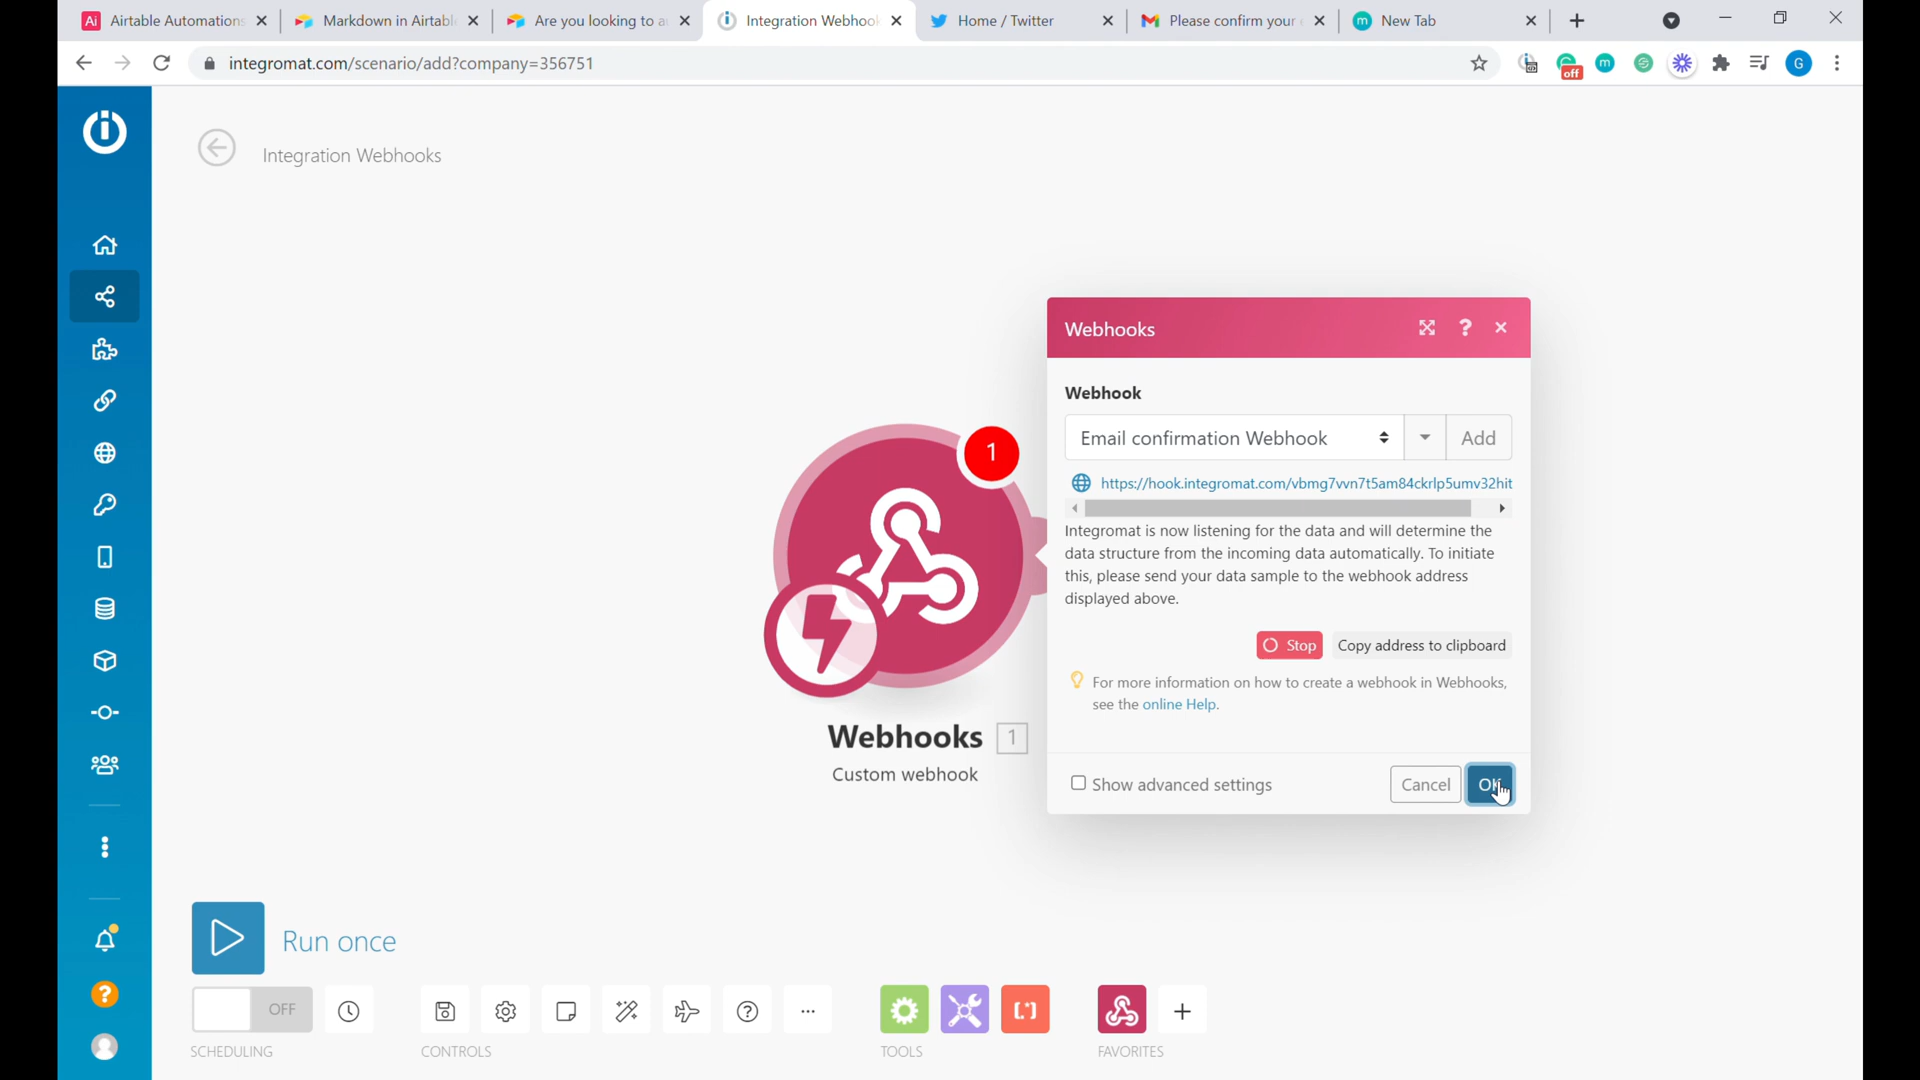 Airtable Automations
Markdown in Airtabl
Are you looking to a
Integration Webhook
Home / Twitter
Please confirm your e
New Tab
integromat.com/scenario/add?company=356751
off
G
Integration Webhooks
Webhooks
Webhook
Email confirmation Webhook
Add
https://hook.integromat.com/vbmg7vvn7t5am84ckrlp5umv32hit
Integromat is now listening for the data and will determine the
data structure from the incoming data automatically. To initiate
this, please send your data sample to the webhook address
displayed above.
Stop
Copy address to clipboard
For more information on how to create a webhook in Webhooks,
see the online Help.
Show advanced settings
Cancel
OK
1
Webhooks 1
Custom webhook
Run once
OFF
SCHEDULING
CONTROLS
TOOLS
FAVORITES